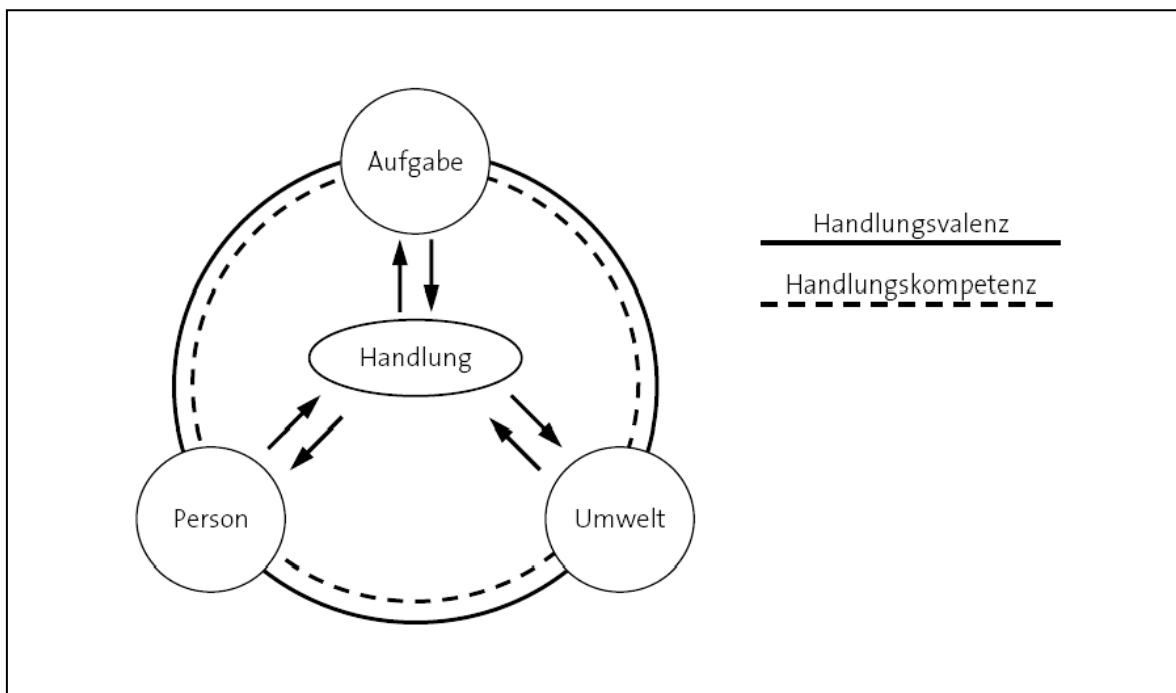 Aufgabe
Handlungsvalenz
Handlungskompetenz
Handlung
Person
Umwelt